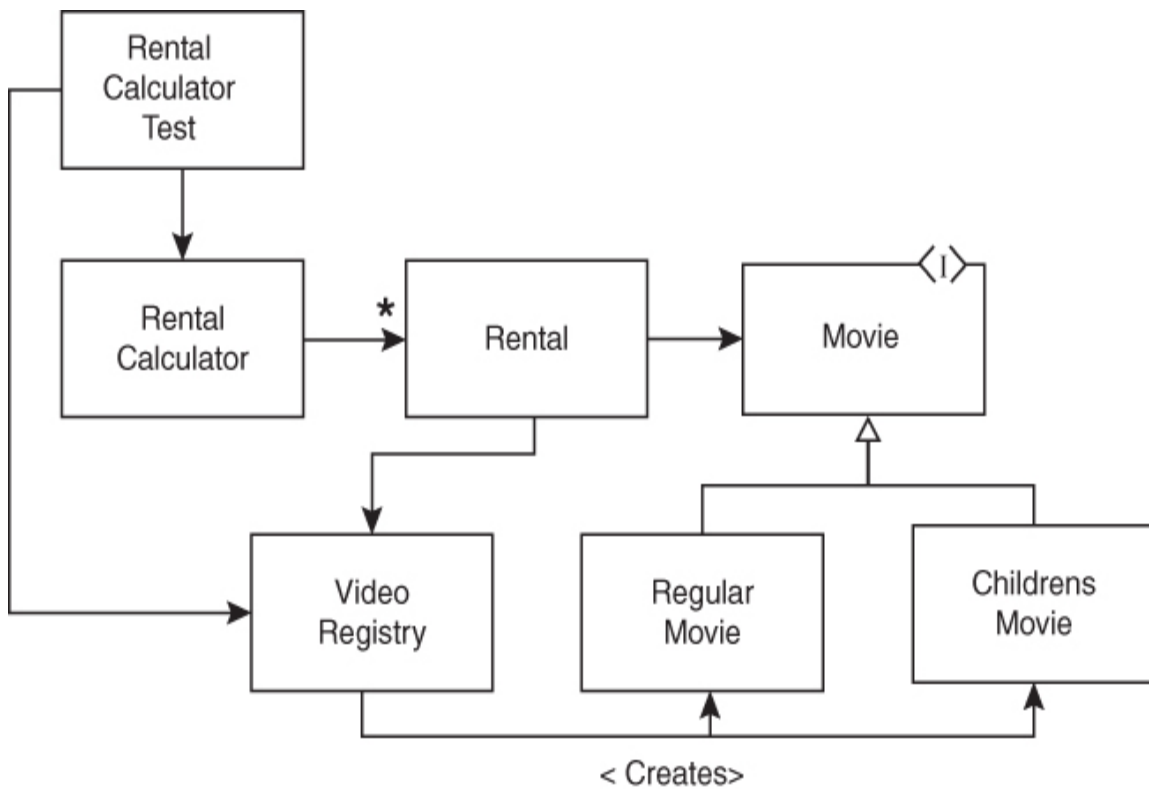 Rental
Calculator
Test
Rental
Calculator
*
Rental
<I>
Movie
Video
Registry
Regular
Movie
Childrens
Movie
< Creates>